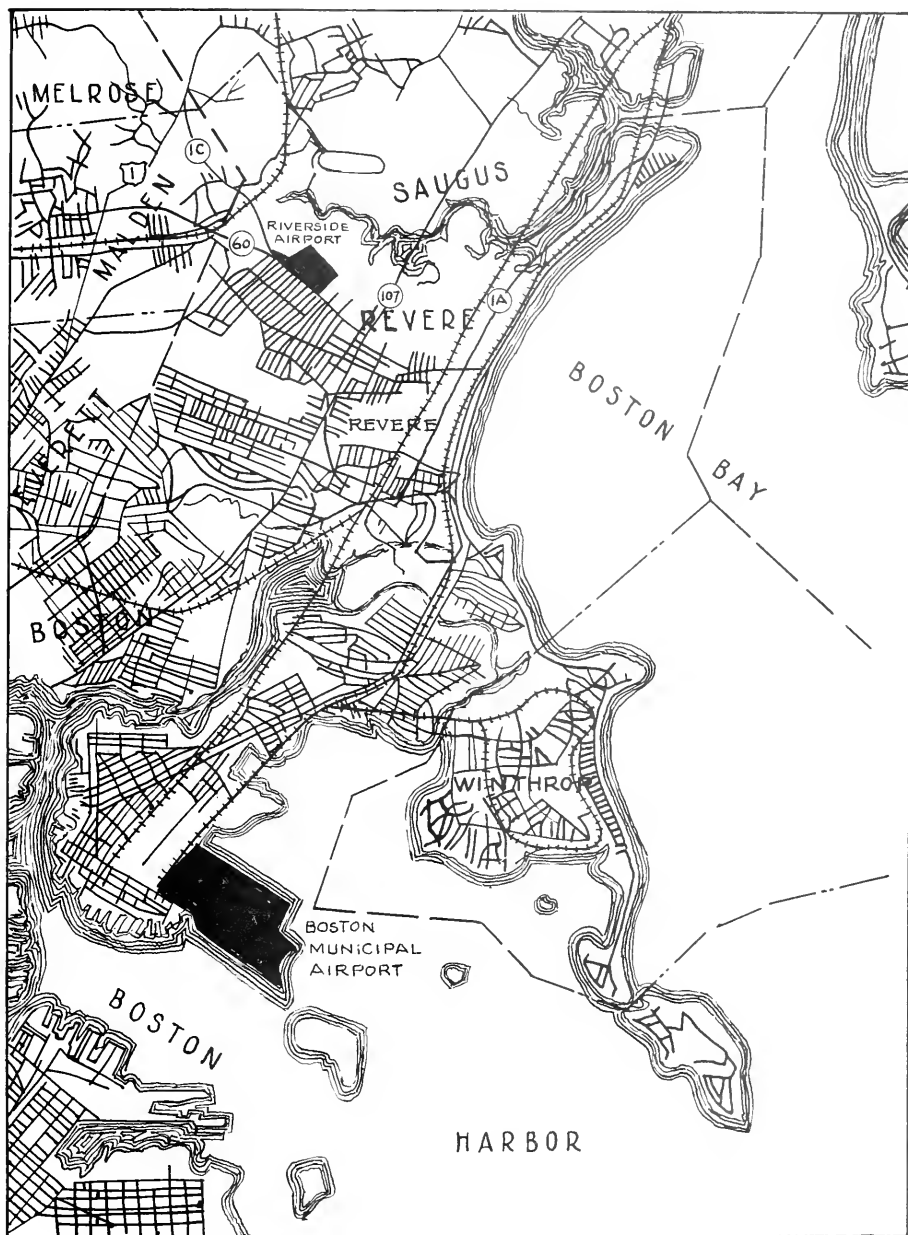 MELROSE
1C
1
MALDEN
SAUGUS
RIVERSIDE
AIRPORT
60
107
1A
REVERE
BOSTON
BAY
REVERE
EVERETT
BOSTON
WINTHROP
BOSTON
MUNICIPAL
AIRPORT
BOSTON
HARBOR